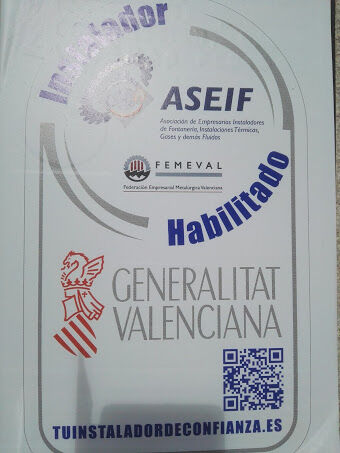 Instalador
ASEIF
Asociación de Empresarios Instaladores
de Fontanería, Instalaciones Térmicas,
Gases y demás Fluidos
FEMEVAL
Federación Empresarial Metalúrgica Valenciana
Habilitado
GENERALITAT
VALENCIANA
TUINSTALADORDECONFIANZA.ES